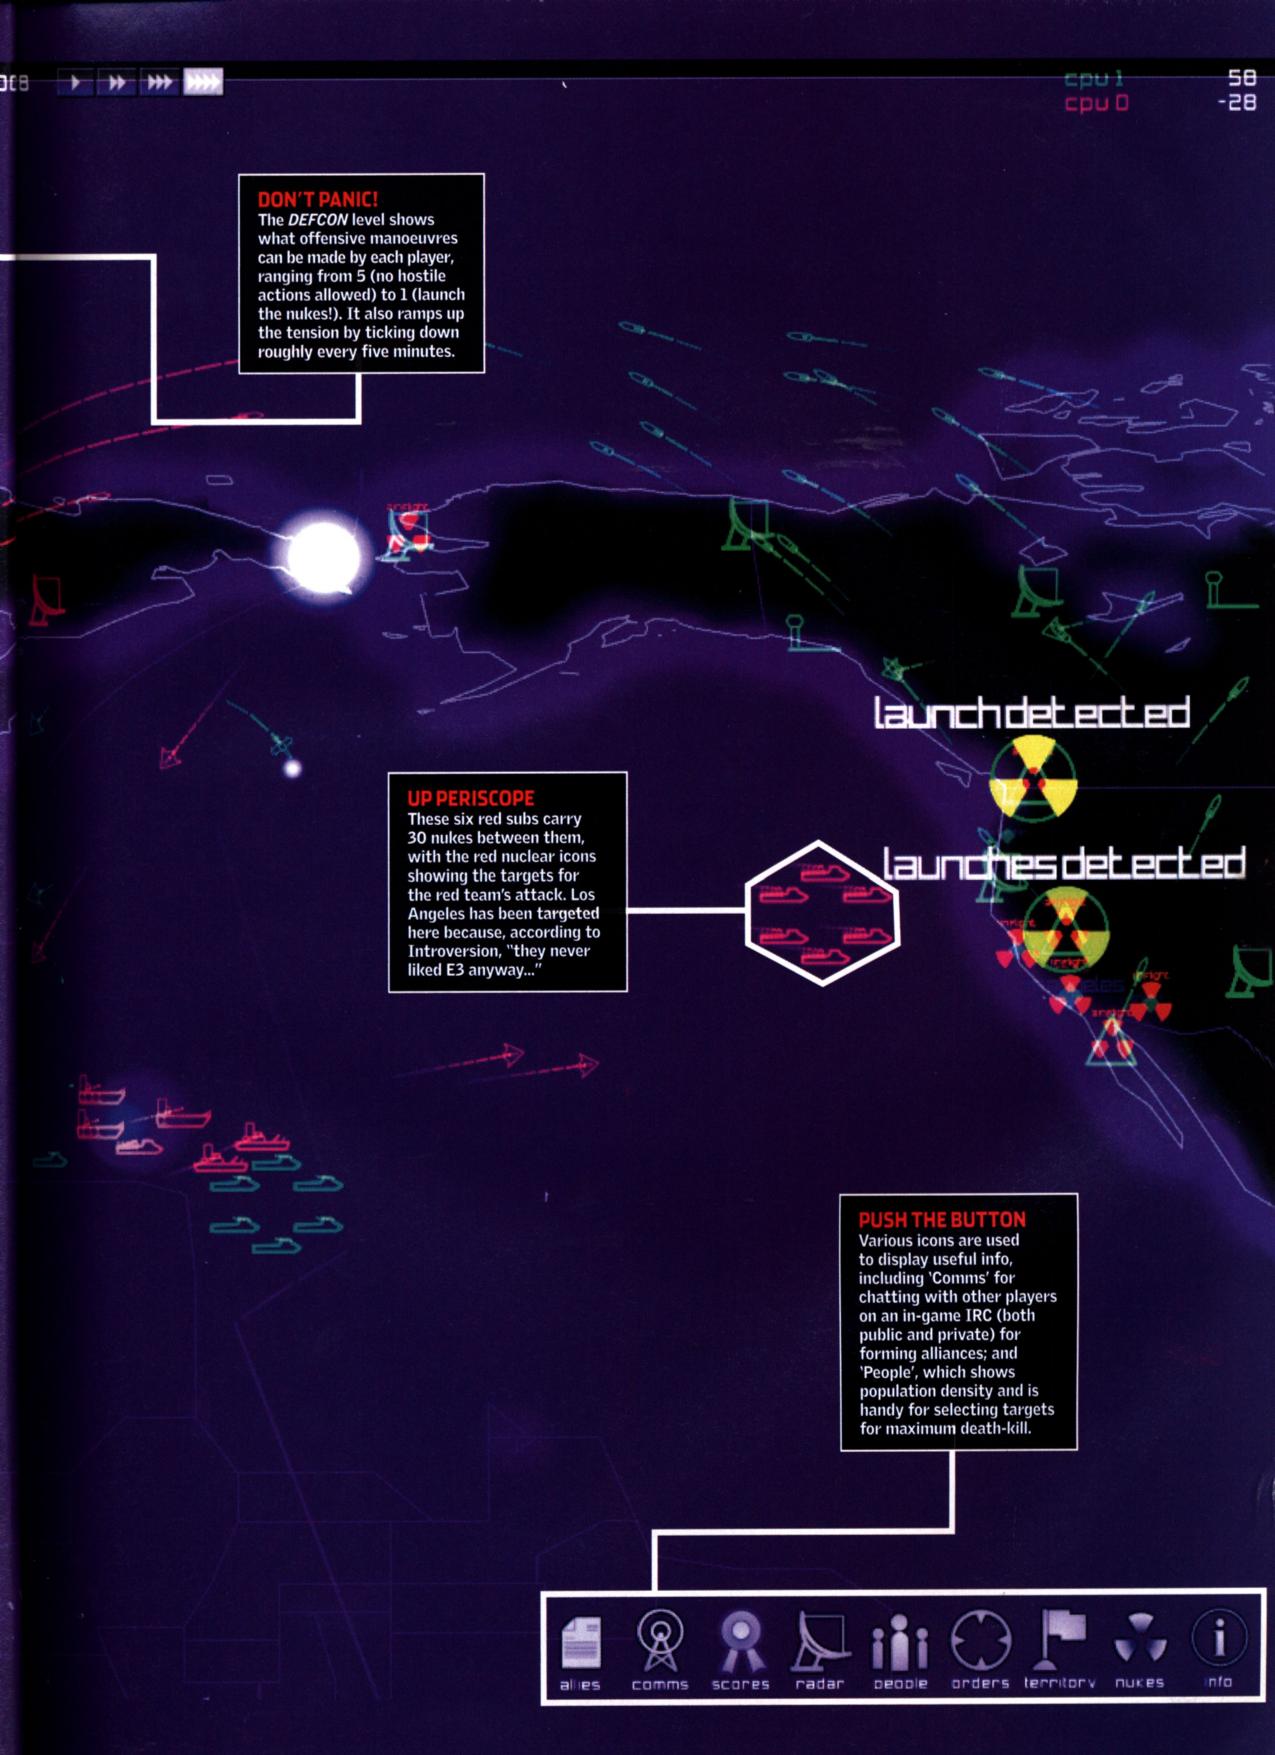 cpu 1 58
cpu 0 -28
DON'T PANIC!
The DEFCON level shows
what offensive manoeuvres
can be made by each player,
ranging from 5 (no hostile
actions allowed) to 1 (launch
the nukes!). It also ramps up
the tension by ticking down
roughly every five minutes.
launch detected
UP PERISCOPE
These six red subs carry
30 nukes between them,
with the red nuclear icons
showing the targets for
the red team's attack. Los
Angeles has been targeted
here because, according to
Introversion, "they never
liked E3 anyway..."
launches detected
PUSH THE BUTTON
Various icons are used
to display useful info,
including 'Comms' for
chatting with other players
on an in-game IRC (both
public and private) for
forming alliances; and
'People', which shows
population density and is
handy for selecting targets
for maximum death-kill.
allies comms scores radar people orders territory nukes info